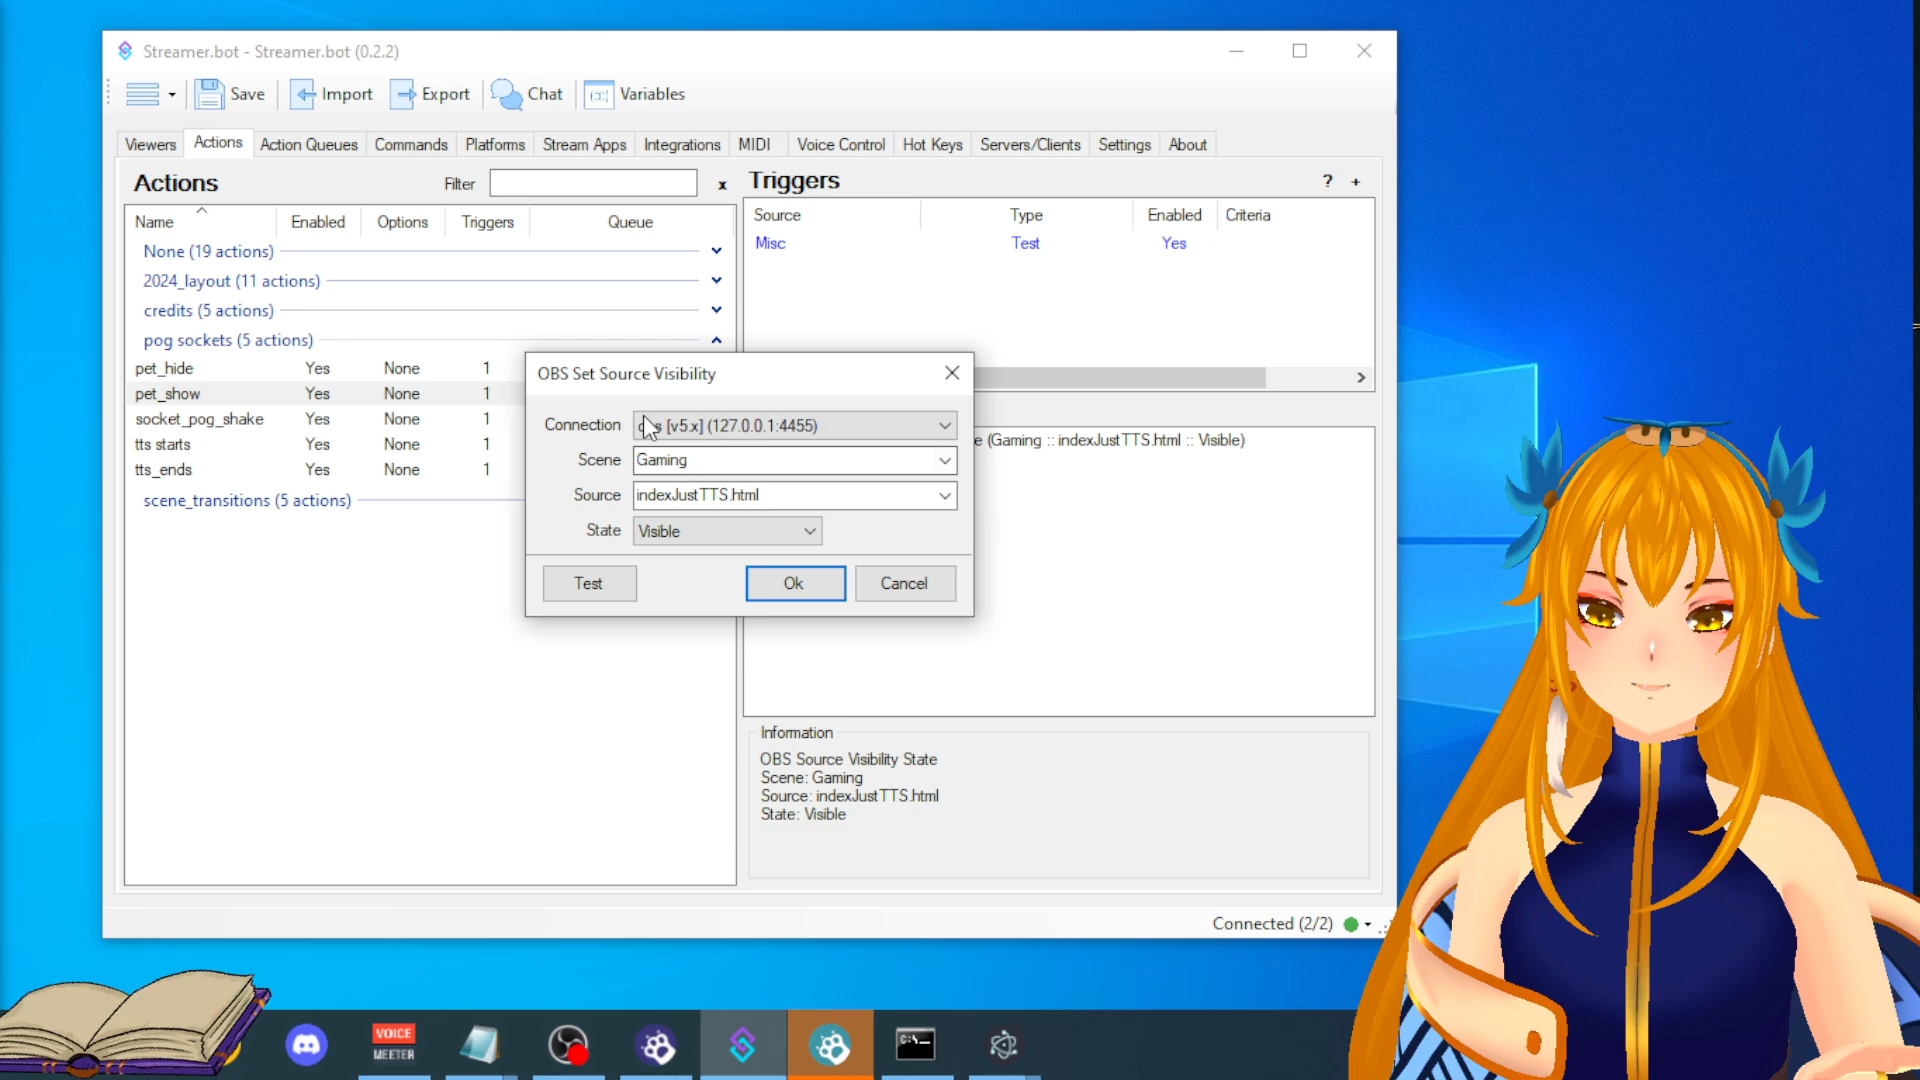 Streamer.bot - Streamer.bot (0.2.2)
Save Import Export Chat Variables
Viewers Actions Action Queues Commands Platforms Stream Apps Integrations MIDI Voice Control Hot Keys Servers/Clients Settings About
Actions Filter x
Name Enabled Options Triggers Queue
None (19 actions)
2024_layout (11 actions)
credits (5 actions)
pog sockets (5 actions)
pet_hide Yes None 1
pet_show Yes None 1
socket_pog_shake Yes None 1
tts starts Yes None 1
tts_ends Yes None 1
scene_transitions (5 actions)
Triggers ? +
Source Type Enabled Criteria
Misc Test Yes
OBS Set Source Visibility
Connection [v5.x] (127.0.0.1:4455)
Scene Gaming
Source indexJustTTS.html
State Visible
Test Ok Cancel
(Gaming :: indexJustTTS.html :: Visible)
Information
OBS Source Visibility State
Scene: Gaming
Source: indexJustTTS.html
State: Visible
Connected (2/2)
VOICE
MEETER
C:\